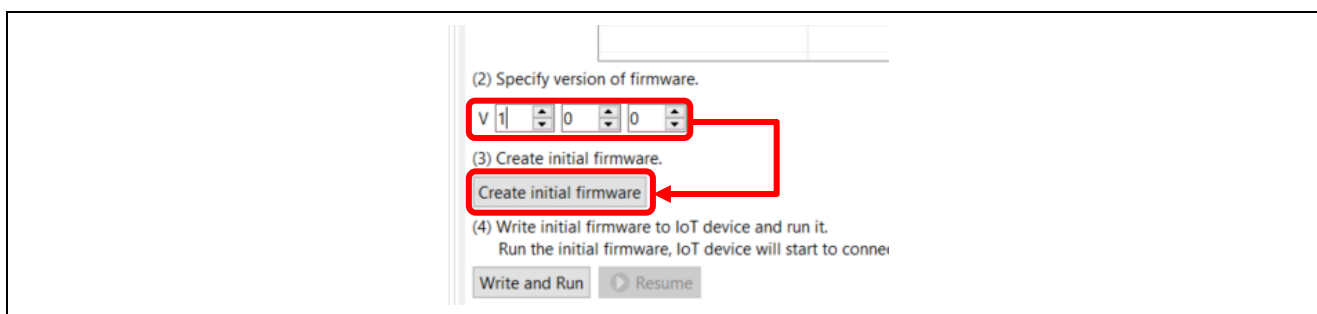 (2) Specify version of firmware.
V 1 0 0
(3) Create initial firmware.
Create initial firmware
(4) Write initial firmware to IoT device and run it.
Run the initial firmware, IoT device will start to connec
Write and Run Resume